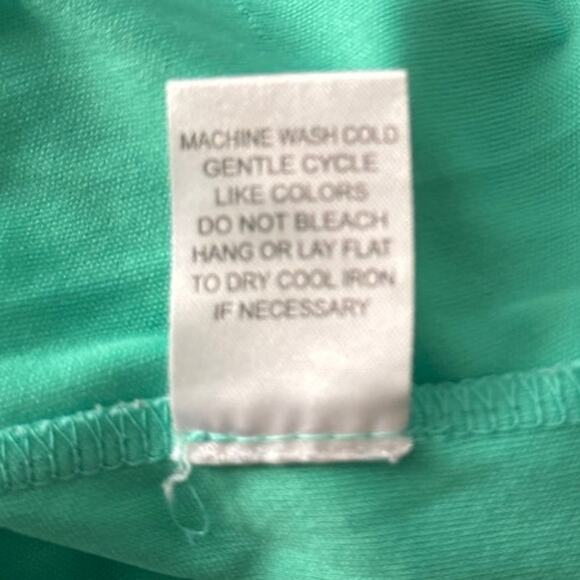 MACHINE WASH COLD
GENTLE CYCLE
LIKE COLORS
DO NOT BLEACH
HANG OR LAY FLAT
TO DRY COOL IRON
IF NECESSARY